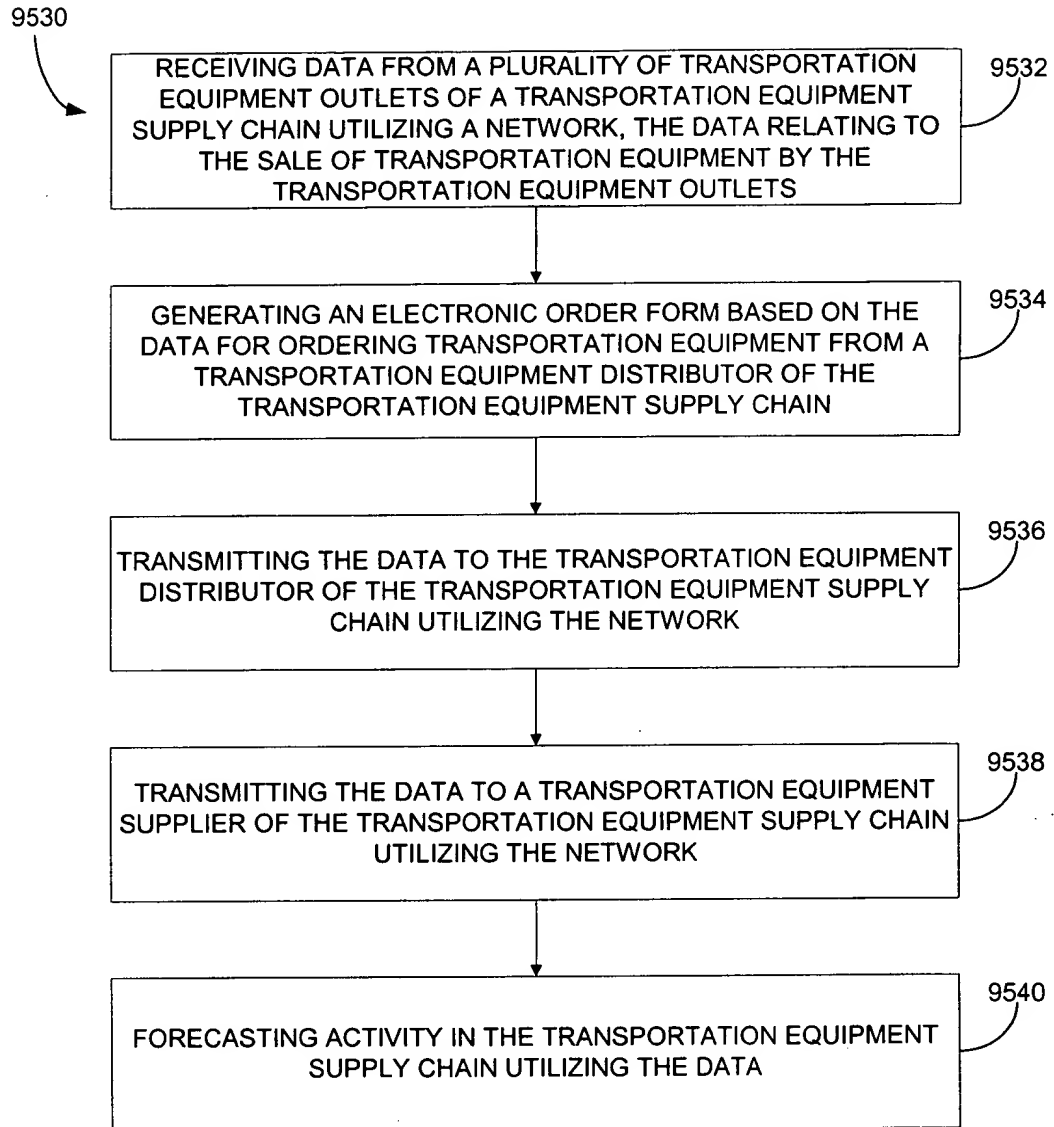 9530
RECEIVING DATA FROM A PLURALITY OF TRANSPORTATION
EQUIPMENT OUTLETS OF A TRANSPORTATION EQUIPMENT
SUPPLY CHAIN UTILIZING A NETWORK, THE DATA RELATING TO
THE SALE OF TRANSPORTATION EQUIPMENT BY THE
TRANSPORTATION EQUIPMENT OUTLETS
9532
GENERATING AN ELECTRONIC ORDER FORM BASED ON THE
DATA FOR ORDERING TRANSPORTATION EQUIPMENT FROM A
TRANSPORTATION EQUIPMENT DISTRIBUTOR OF THE
TRANSPORTATION EQUIPMENT SUPPLY CHAIN
9534
TRANSMITTING THE DATA TO THE TRANSPORTATION EQUIPMENT
DISTRIBUTOR OF THE TRANSPORTATION EQUIPMENT SUPPLY
CHAIN UTILIZING THE NETWORK
9536
TRANSMITTING THE DATA TO A TRANSPORTATION EQUIPMENT
SUPPLIER OF THE TRANSPORTATION EQUIPMENT SUPPLY CHAIN
UTILIZING THE NETWORK
9538
FORECASTING ACTIVITY IN THE TRANSPORTATION EQUIPMENT
SUPPLY CHAIN UTILIZING THE DATA
9540